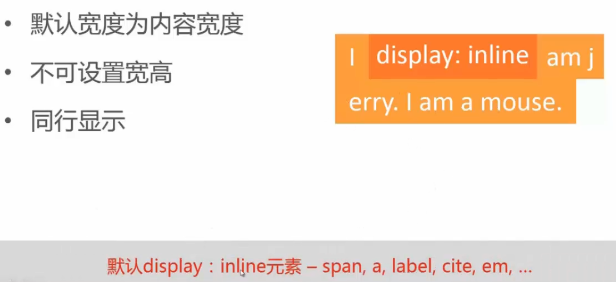 • 默认宽度为内容宽度
• 不可设置宽高
• 同行显示
I display: inline am j
erry. I am a mouse.
默认display：inline元素 – span, a, label, cite, em, ...